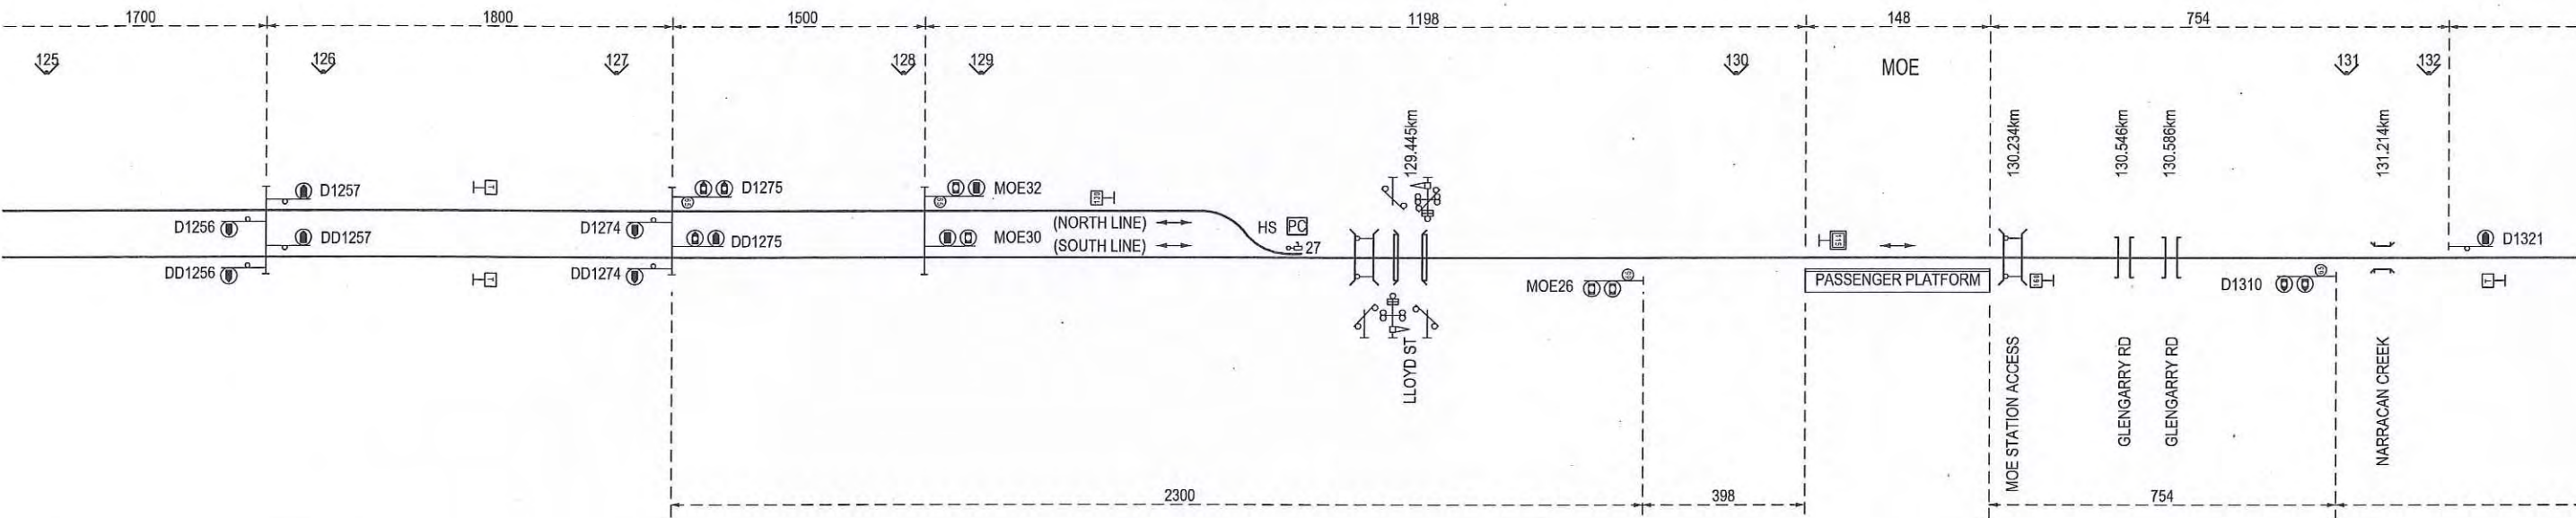 1700
1800
1500
1198
148
754
125
126
127
128
129
130
MOE
131
132
129.445km
130.234km
130.546km
130.586km
131.214km
D1257
D1275
MOE32
D1256
D1274
(NORTH LINE)
HS PC
DD1257
DD1275
MOE30
(SOUTH LINE)
27
115
D1321
DD1256
DD1274
MOE26
PASSENGER PLATFORM
D1310
LLOYD ST
MOE STATION ACCESS
GLENGARRY RD
GLENGARRY RD
NARRACAN CREEK
2300
398
754